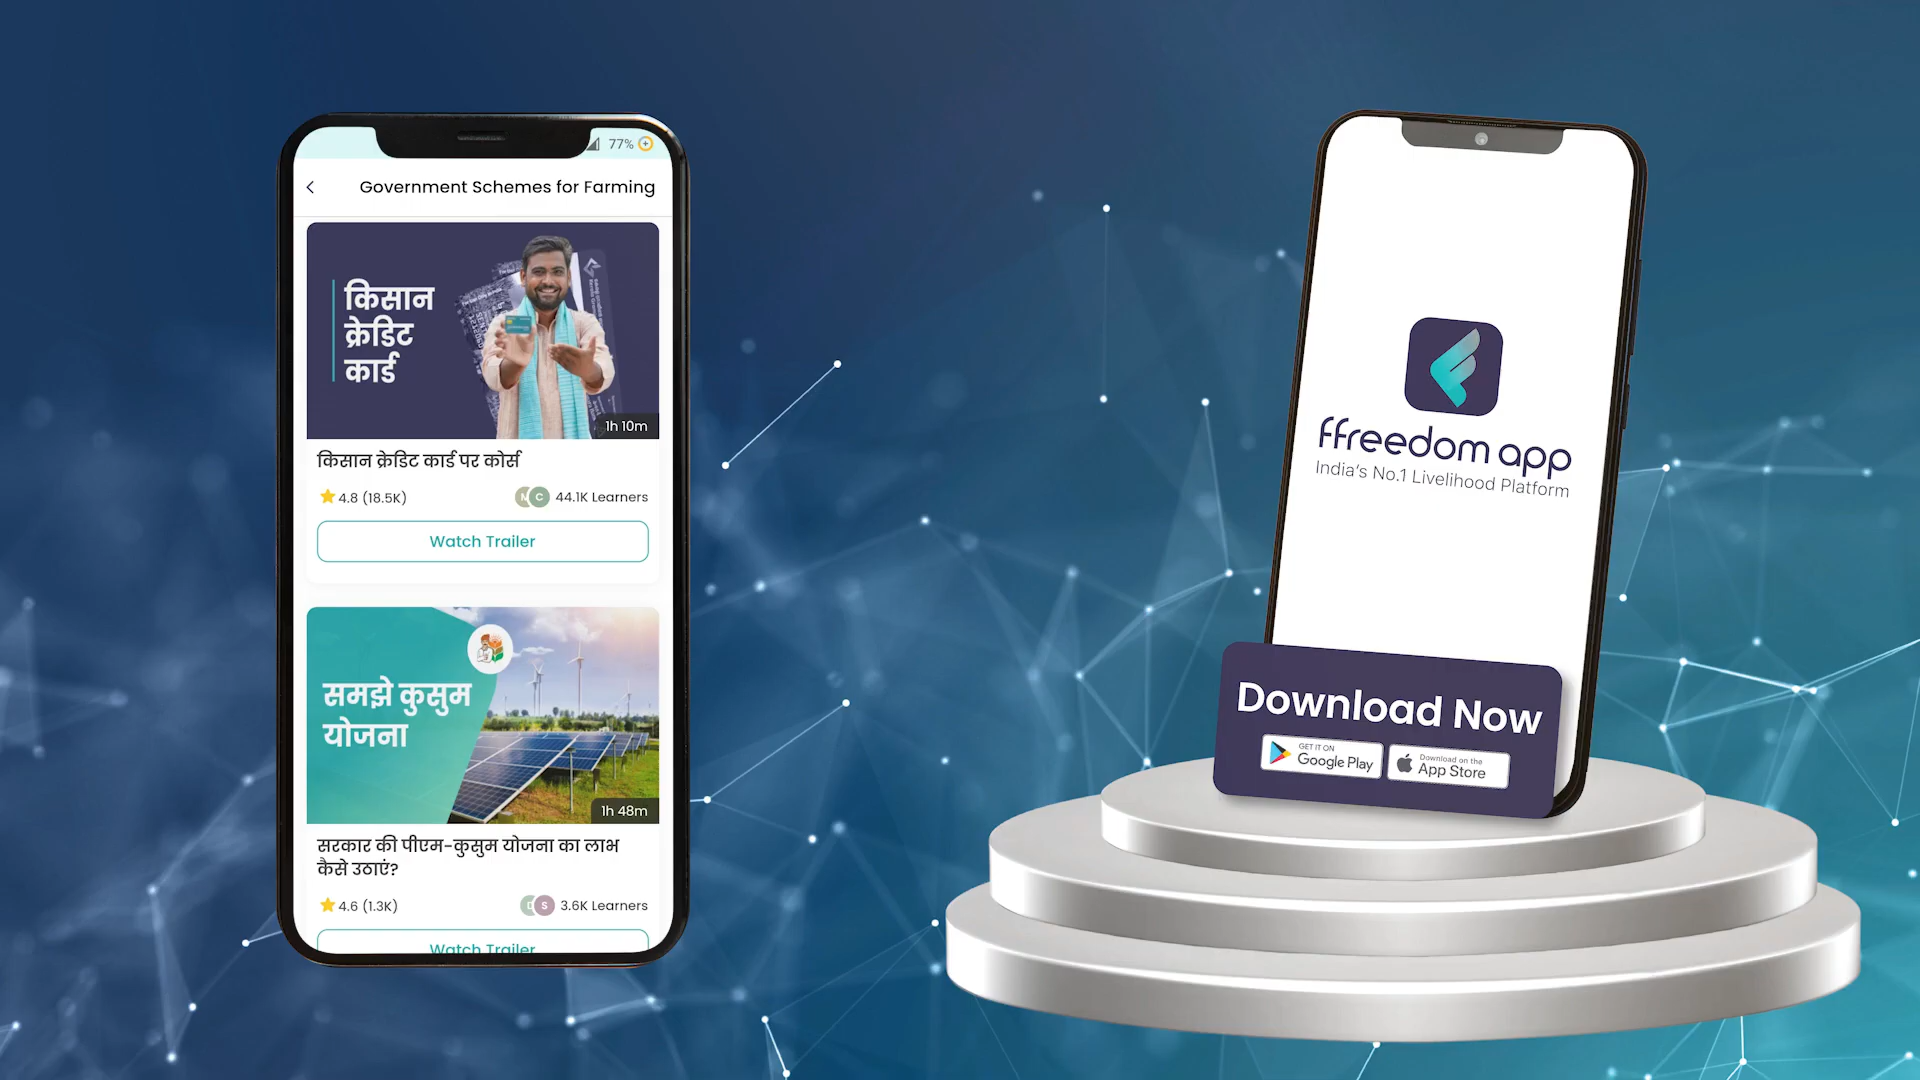 77%
Government Schemes for Farming
किसान
क्रेडिट
कार्ड
1h 10m
किसान क्रेडिट कार्ड पर कोर्स
4.8 (18.5K)
C 44.1K Learners
Watch Trailer
समझे कुसुम
योजना
1h 48m
सरकार की पीएम-कुसुम योजना का लाभ
कैसे उठाएं?
4.6 (1.3K)
S 3.6K Learners
Watch Trailer
ffreedom app
India's No.1 Livelihood Platform
Download Now
GET IT ON
Google Play
Download on the
App Store